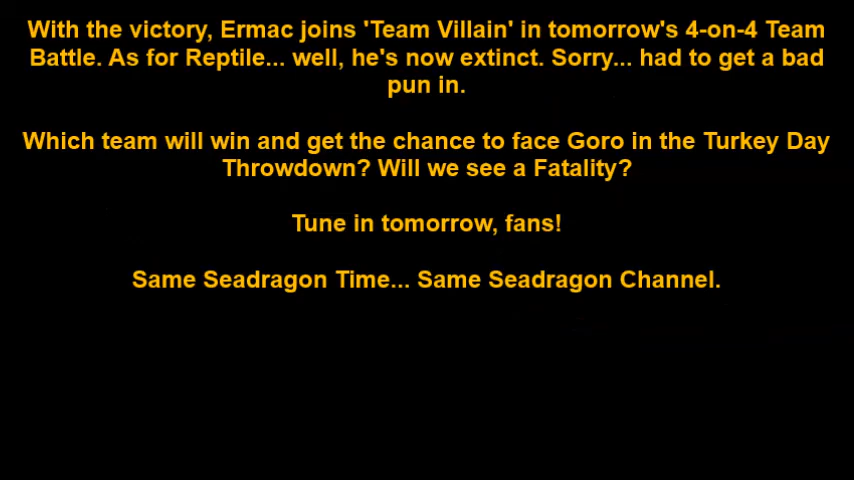 With the victory, Ermac joins 'Team Villain' in tomorrow's 4-on-4 Team
Battle. As for Reptile... well, he's now extinct. Sorry... had to get a bad
pun in.
Which team will win and get the chance to face Goro in the Turkey Day
Throwdown? Will we see a Fatality?
Tune in tomorrow, fans!
Same Seadragon Time... Same Seadragon Channel.